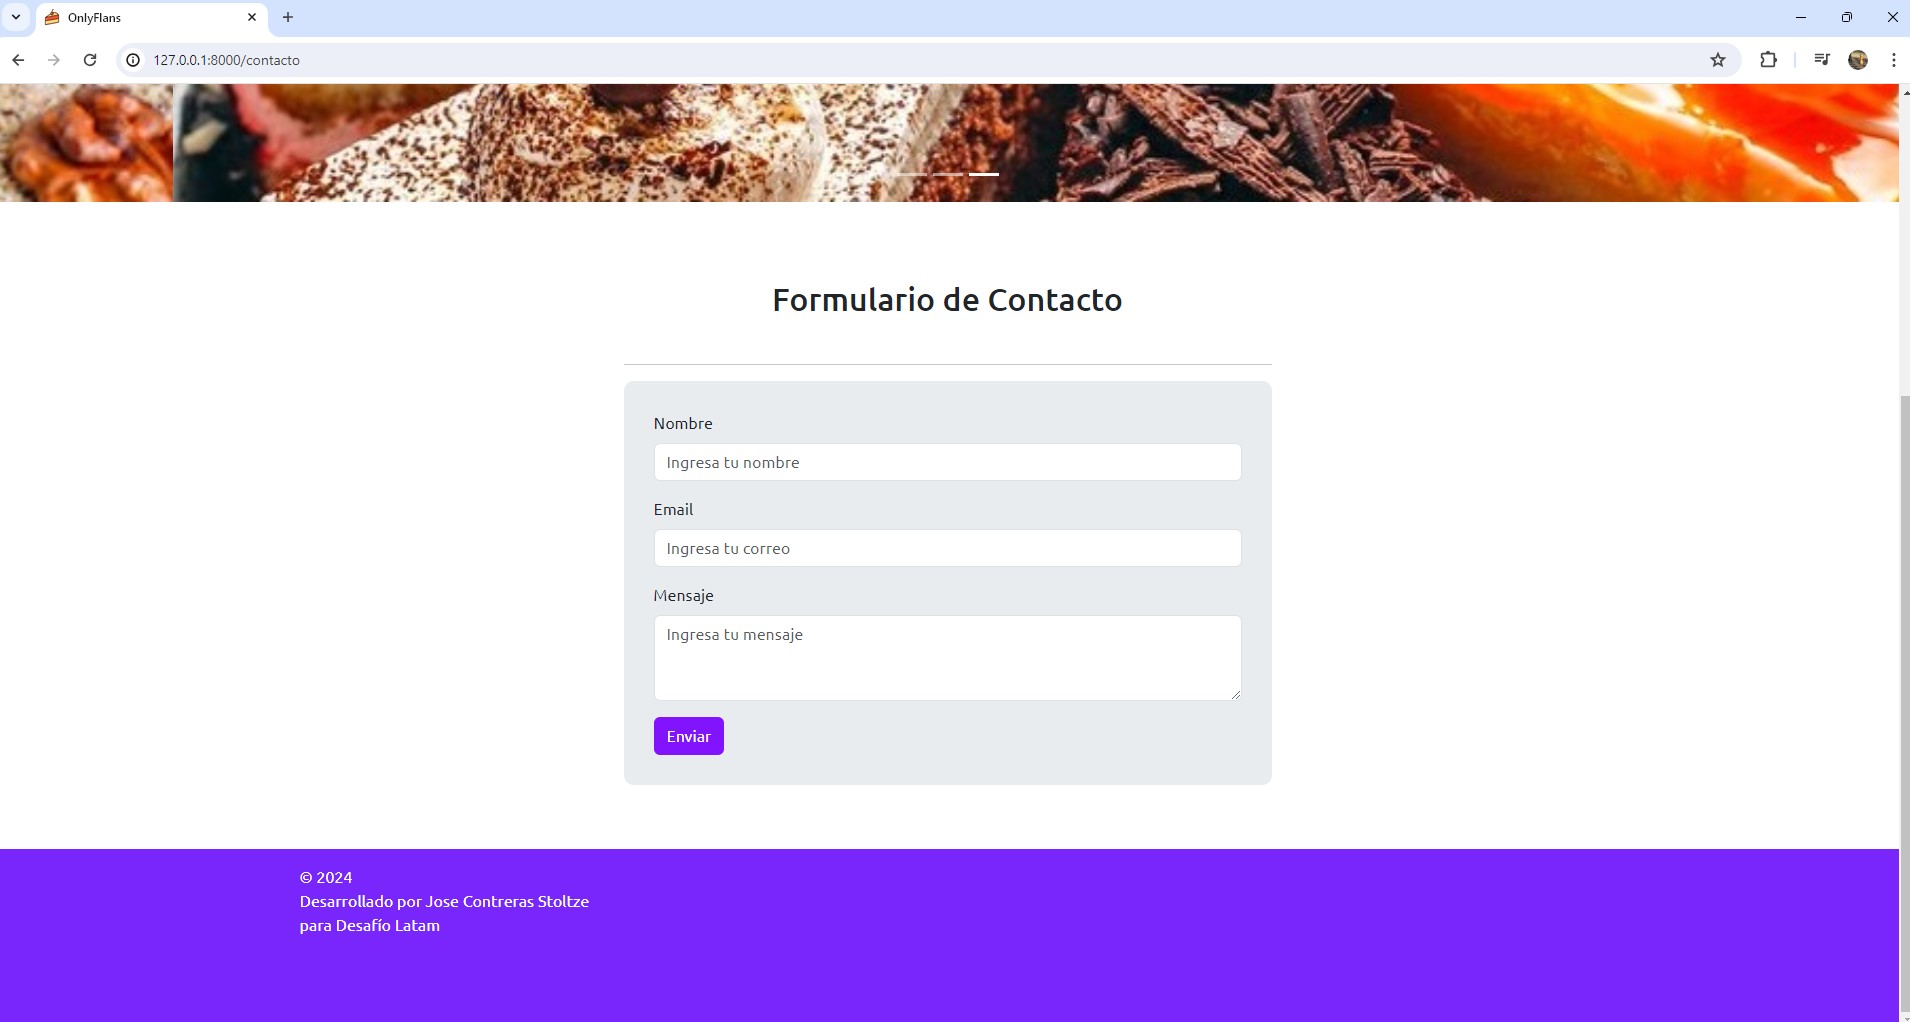 OnlyFlans
127.0.0.1:8000/contacto
Formulario de Contacto
Nombre
Ingresa tu nombre
Email
Ingresa tu correo
Mensaje
Ingresa tu mensaje
Enviar
© 2024
Desarrollado por Jose Contreras Stoltze
para Desafío Latam